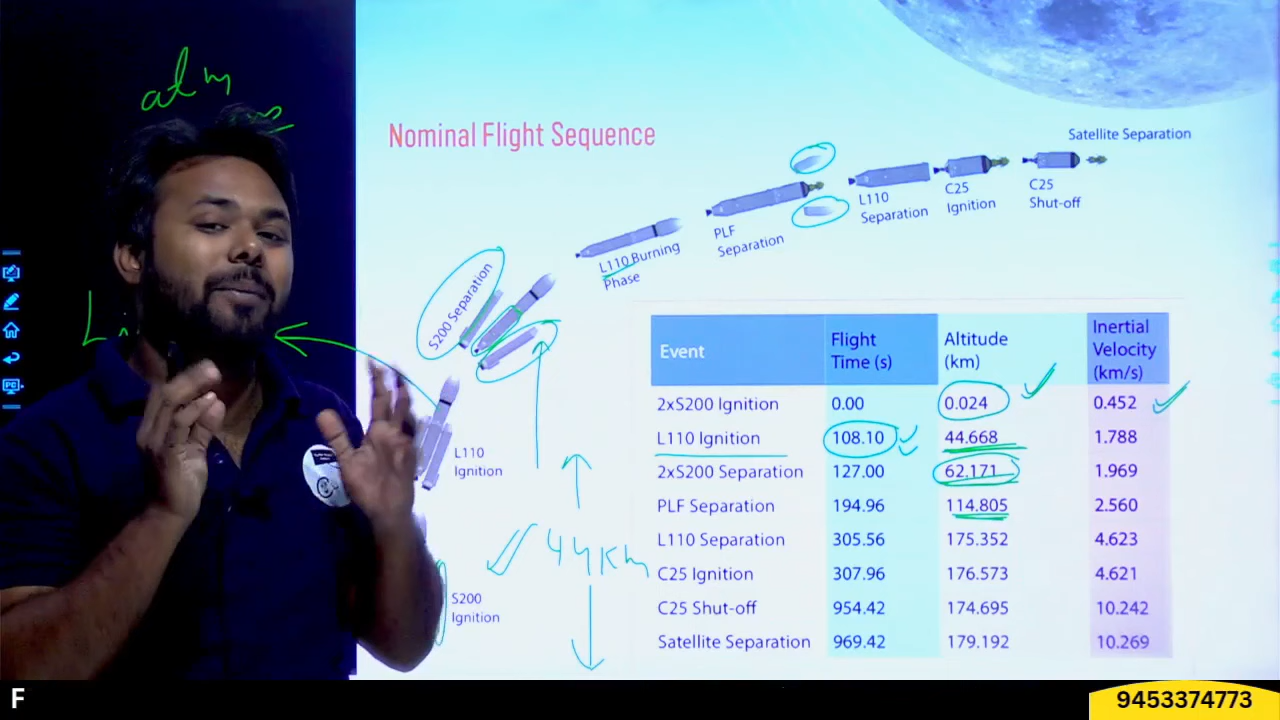 atm
Nominal Flight Sequence
Satellite Separation
C25
Shut-off
C25
Ignition
L110
Separation
PLF
Separation
L110 Burning
Phase
S200 Separation
L110
Ignition
S200
Ignition
44 Km
Event Flight Time (s) Altitude (km) Inertial Velocity (km/s)
2xS200 Ignition 0.00 0.024 0.452
L110 Ignition 108.10 44.668 1.788
2xS200 Separation 127.00 62.171 1.969
PLF Separation 194.96 114.805 2.560
L110 Separation 305.56 175.352 4.623
C25 Ignition 307.96 176.573 4.621
C25 Shut-off 954.42 174.695 10.242
Satellite Separation 969.42 179.192 10.269
PC
F
9453374773